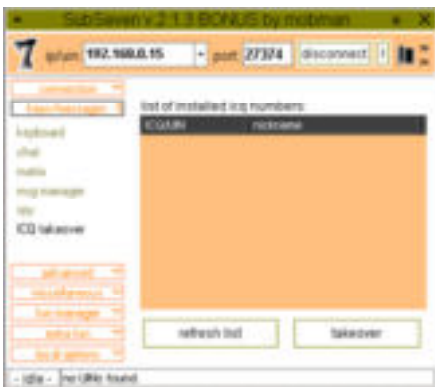 SubSeven v 2.1.3 BONUS by mobman
ip/uin: 192.168.0.15 port: 27374 disconnect
connection
keys/messages
list of installed icq numbers:
ICQ/UIN nickname
keyboard
chat
matrix
msg manager
spy
ICQ takeover
advanced
miscellaneous
fun manager
extra fun
local options
refresh list takeover
- idle - no UINs found